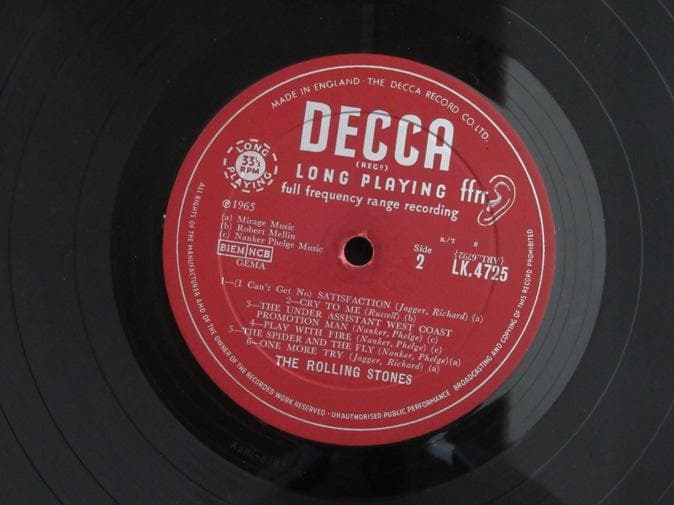 MADE IN ENGLAND · THE DECCA RECORD CO. LTD.
DECCA
(REGD)
LONG PLAYING
33⅓
RPM
LONG PLAYING
ffrr
full frequency range recording
℗1965
(a) Mirage Music
(b) Robert Mellin
(c) Nanker Phelge Music
BIEM NCB
GEMA
K/T S
Side
2
(ARL.6792)
LK.4725
1—(I Can't Get No) SATISFACTION (Jagger, Richard) (a)
2—CRY TO ME (Russell) (b)
3—THE UNDER ASSISTANT WEST COAST
PROMOTION MAN (Nanker, Phelge) (c)
4—PLAY WITH FIRE (Nanker, Phelge) (c)
5—THE SPIDER AND THE FLY (Nanker, Phelge)(a)
6—ONE MORE TRY (Jagger, Richard) (a)
THE ROLLING STONES
ALL RIGHTS OF THE MANUFACTURER AND OF THE OWNER OF THE RECORDED WORK RESERVED · UNAUTHORISED PUBLIC PERFORMANCE BROADCASTING AND COPYING OF THIS RECORD PROHIBITED